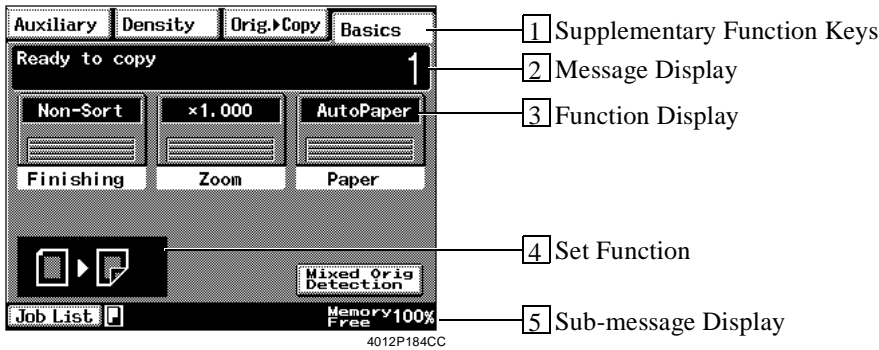 Auxiliary Density Orig.▸Copy Basics
1 Supplementary Function Keys
Ready to copy 1
2 Message Display
Non-Sort ×1.000 AutoPaper
3 Function Display
Finishing Zoom Paper
4 Set Function
Mixed Orig
Detection
Job List Memory
Free 100%
5 Sub-message Display
4012P184CC